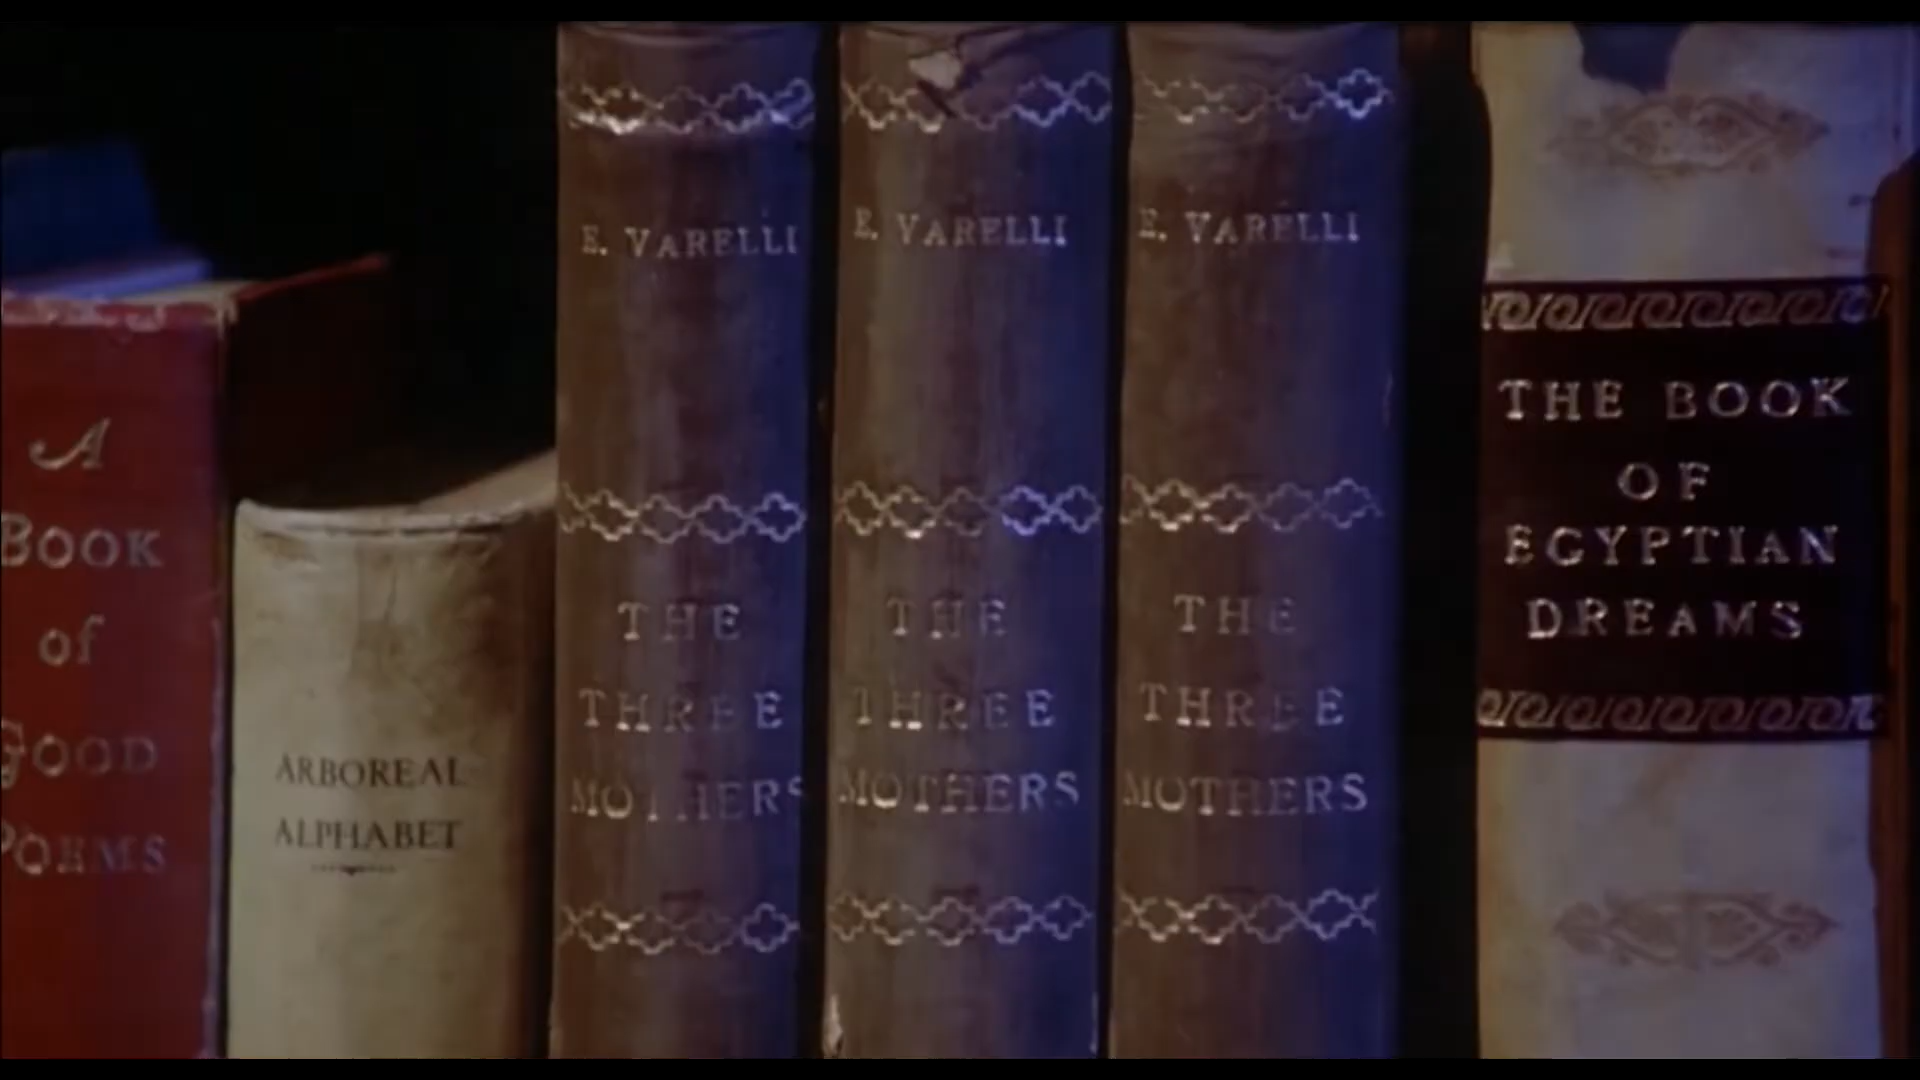 A
BOOK
of
GOOD
POEMS
ARBOREAL
ALPHABET
E. VARELLI
THE
THREE
MOTHERS
E. VARELLI
THE
THREE
MOTHERS
E. VARELLI
THE
THREE
MOTHERS
THE BOOK
OF
EGYPTIAN
DREAMS